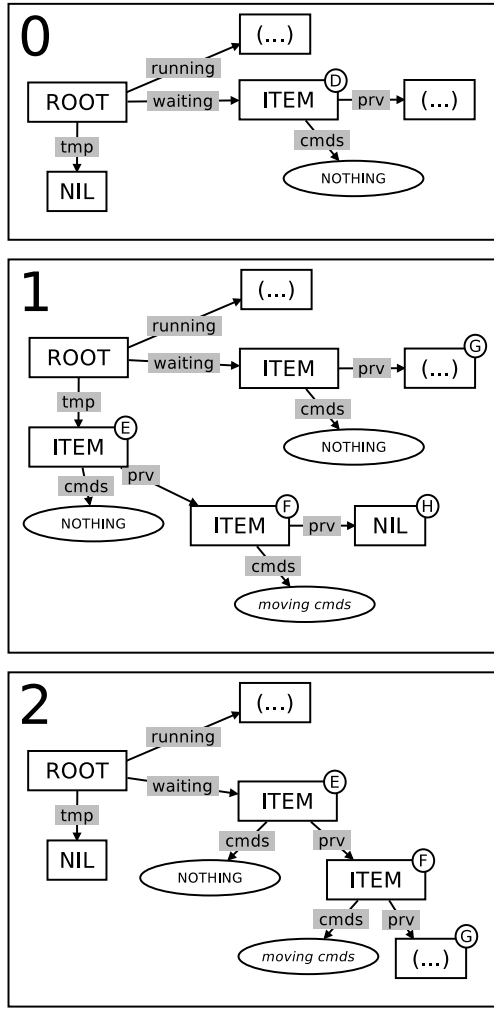 0
(...)
running
ROOT
waiting
ITEM
D
prv
(...)
tmp
cmds
NIL
NOTHING
1
(...)
running
ROOT
waiting
ITEM
prv
(...)
G
tmp
cmds
ITEM
E
NOTHING
cmds
prv
NOTHING
ITEM
F
prv
NIL
H
cmds
moving cmds
2
(...)
running
ROOT
waiting
ITEM
E
tmp
cmds
prv
NIL
NOTHING
ITEM
F
cmds
prv
moving cmds
(...)
G